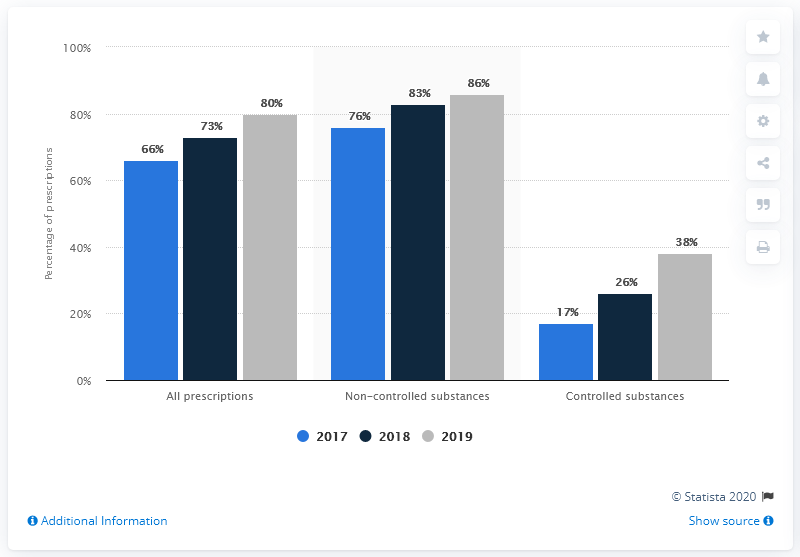 100%
80%
60%
40%
20%
0%
Percentage of prescriptions
66%
73%
80%
76%
83%
86%
17%
26%
38%
All prescriptions
Non-controlled substances
Controlled substances
2017 2018 2019
© Statista 2020
Additional Information
Show source